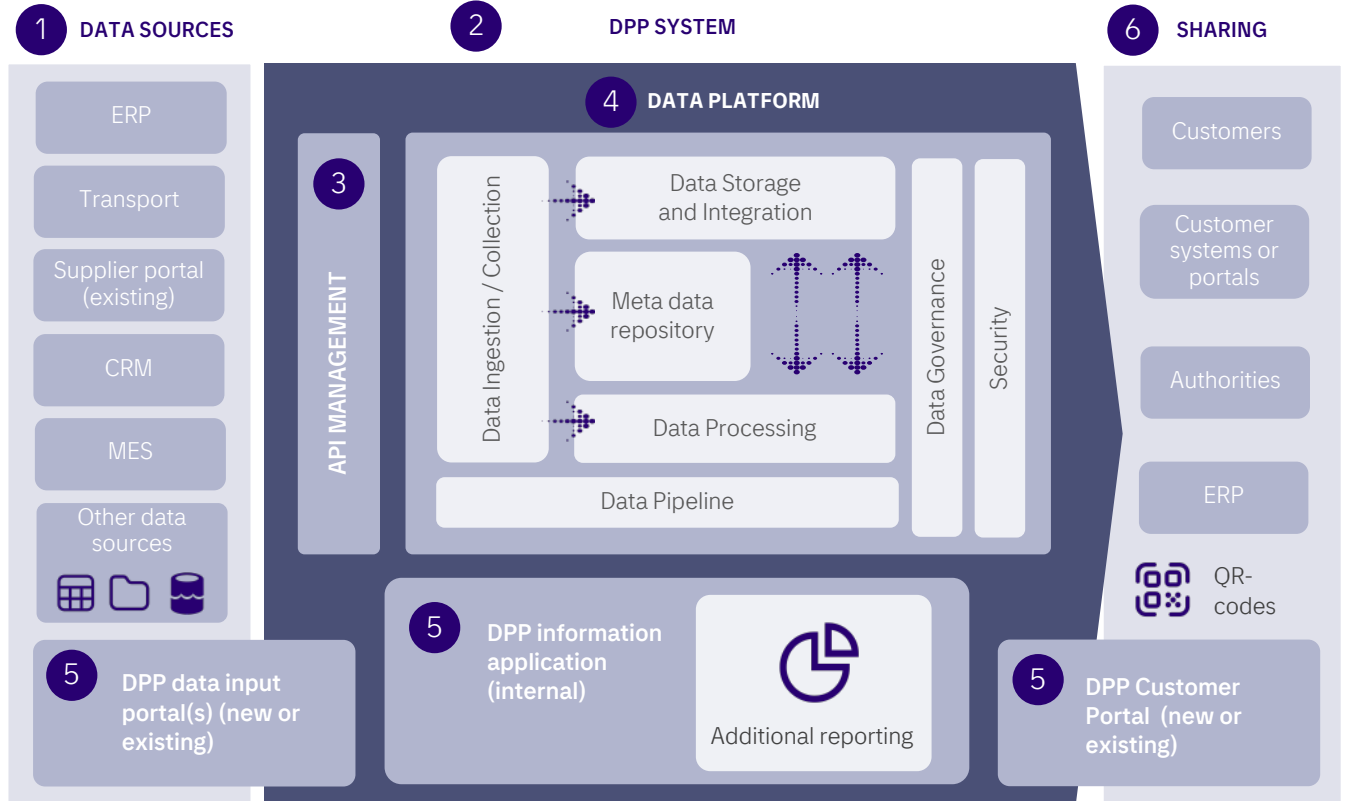 1 DATA SOURCES
ERP
Transport
Supplier portal
(existing)
CRM
MES
Other data
sources
5
DPP data input
portal(s) (new or
existing)
2 DPP SYSTEM
3
API MANAGEMENT
4 DATA PLATFORM
Data Ingestion / Collection
Data Storage
and Integration
Meta data
repository
Data Processing
Data Pipeline
Data Governance
Security
5
DPP information
application
(internal)
Additional reporting
6 SHARING
Customers
Customer
systems or
portals
Authorities
ERP
QR-
codes
5
DPP Customer
Portal (new or
existing)